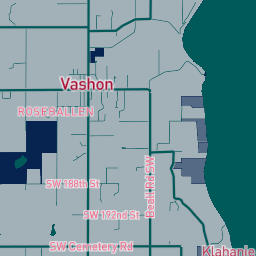 Vashon
ROSEBALLEN
SW 188th St
Beall Rd SW
SW 192nd St
SW Cemetery Rd
Klahanie